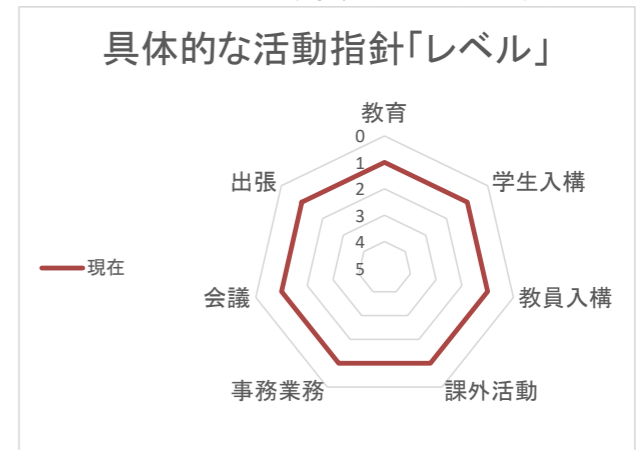 具体的な活動指針「レベル」
教育
0
1
2
3
4
5
出張
学生入構
現在
会議
教員入構
事務業務
課外活動